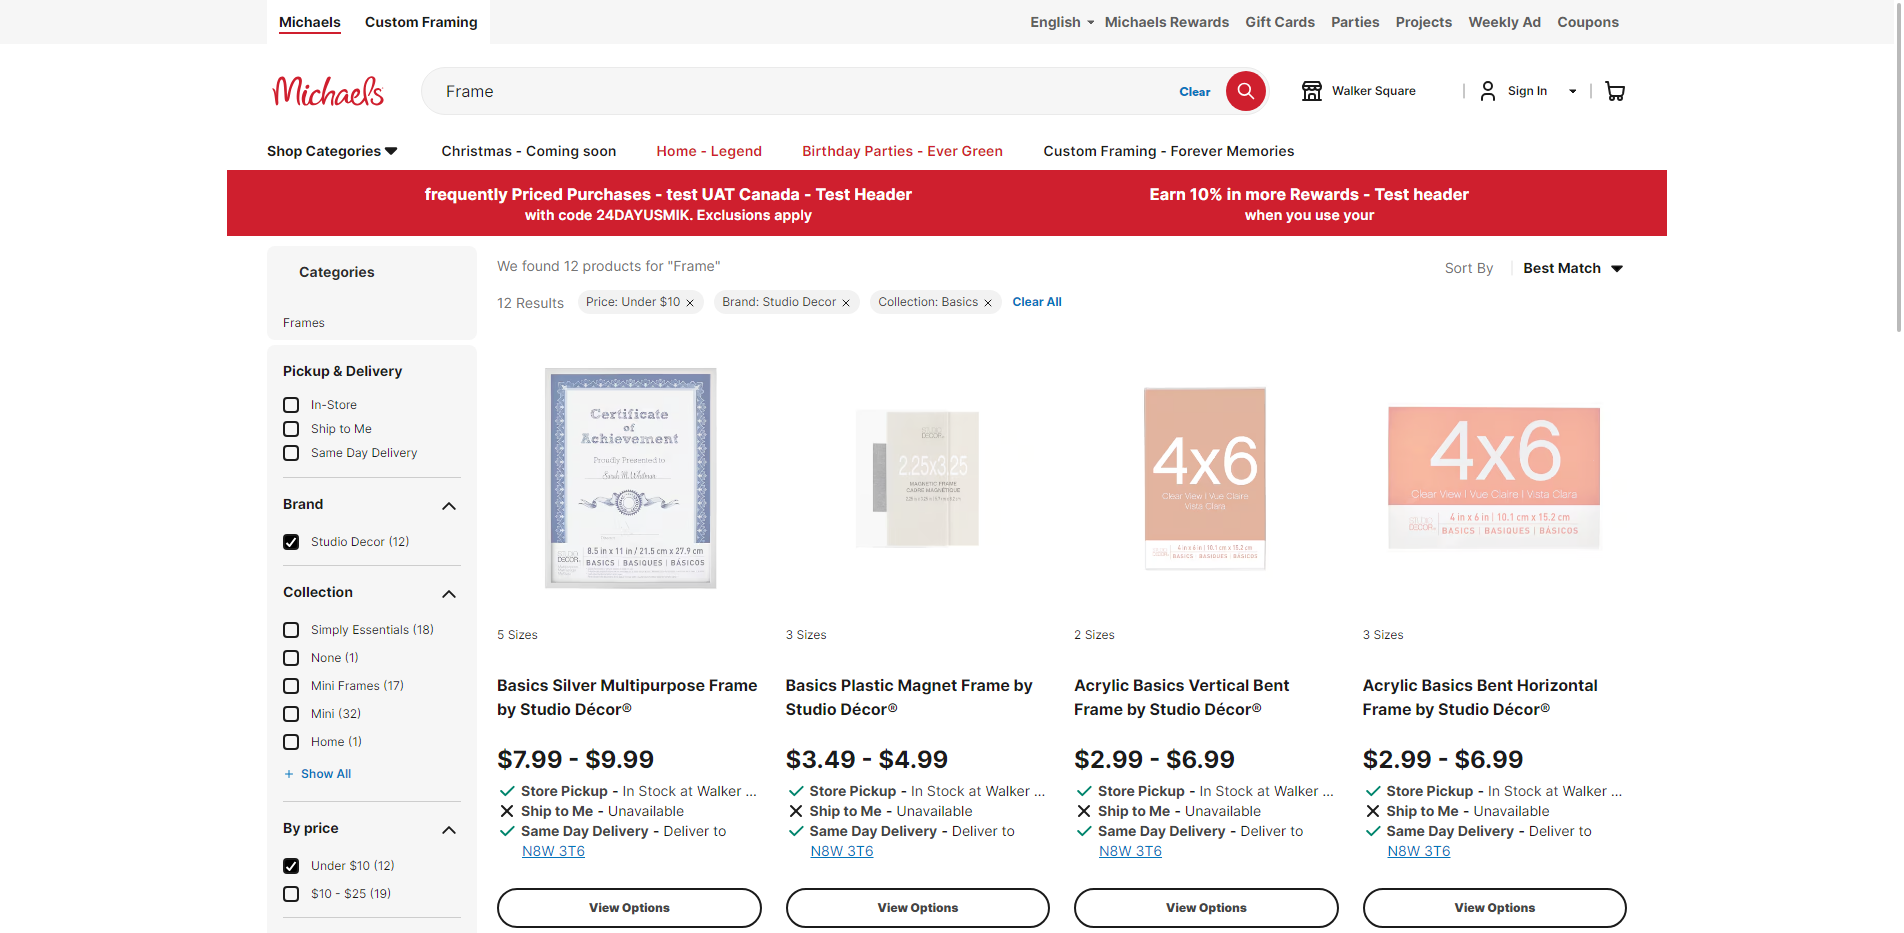 Michaels
Custom Framing
English
Michaels Rewards
Gift Cards
Parties
Projects
Weekly Ad
Coupons
Michaels
Frame
Clear
Walker Square
Sign In
Shop Categories
Christmas - Coming soon
Home - Legend
Birthday Parties - Ever Green
Custom Framing - Forever Memories
frequently Priced Purchases - test UAT Canada - Test Header
with code 24DAYUSMIK. Exclusions apply
Earn 10% in more Rewards - Test header
when you use your
Categories
Frames
Pickup & Delivery
In-Store
Ship to Me
Same Day Delivery
Brand
Studio Decor (12)
Collection
Simply Essentials (18)
None (1)
Mini Frames (17)
Mini (32)
Home (1)
+ Show All
By price
Under $10 (12)
$10 - $25 (19)
We found 12 products for "Frame"
Sort By
Best Match
12 Results
Price: Under $10
Brand: Studio Decor
Collection: Basics
Clear All
Certificate
of
Achievement
Proudly Presented to
Sarah M. Whitman
STUDIO
DECOR
8.5 in x 11 in / 21.5 cm x 27.9 cm
BASICS | BASIQUES | BÁSICOS
5 Sizes
Basics Silver Multipurpose Frame
by Studio Décor®
$7.99 - $9.99
Store Pickup - In Stock at Walker ...
Ship to Me - Unavailable
Same Day Delivery - Deliver to
N8W 3T6
View Options
STUDIO
DECOR
2.25x3.25
MAGNETIC FRAME
CADRE MAGNÉTIQUE
3 Sizes
Basics Plastic Magnet Frame by
Studio Décor®
$3.49 - $4.99
Store Pickup - In Stock at Walker ...
Ship to Me - Unavailable
Same Day Delivery - Deliver to
N8W 3T6
View Options
4x6
Clear View | Vue Claire
Vista Clara
4 in x 6 in | 10.1 cm x 15.2 cm
BASICS | BASIQUES | BÁSICOS
2 Sizes
Acrylic Basics Vertical Bent
Frame by Studio Décor®
$2.99 - $6.99
Store Pickup - In Stock at Walker ...
Ship to Me - Unavailable
Same Day Delivery - Deliver to
N8W 3T6
View Options
4x6
Clear View | Vue Claire | Vista Clara
STUDIO
DECOR
4 in x 6 in | 10.1 cm x 15.2 cm
BASICS | BASIQUES | BÁSICOS
3 Sizes
Acrylic Basics Bent Horizontal
Frame by Studio Décor®
$2.99 - $6.99
Store Pickup - In Stock at Walker ...
Ship to Me - Unavailable
Same Day Delivery - Deliver to
N8W 3T6
View Options